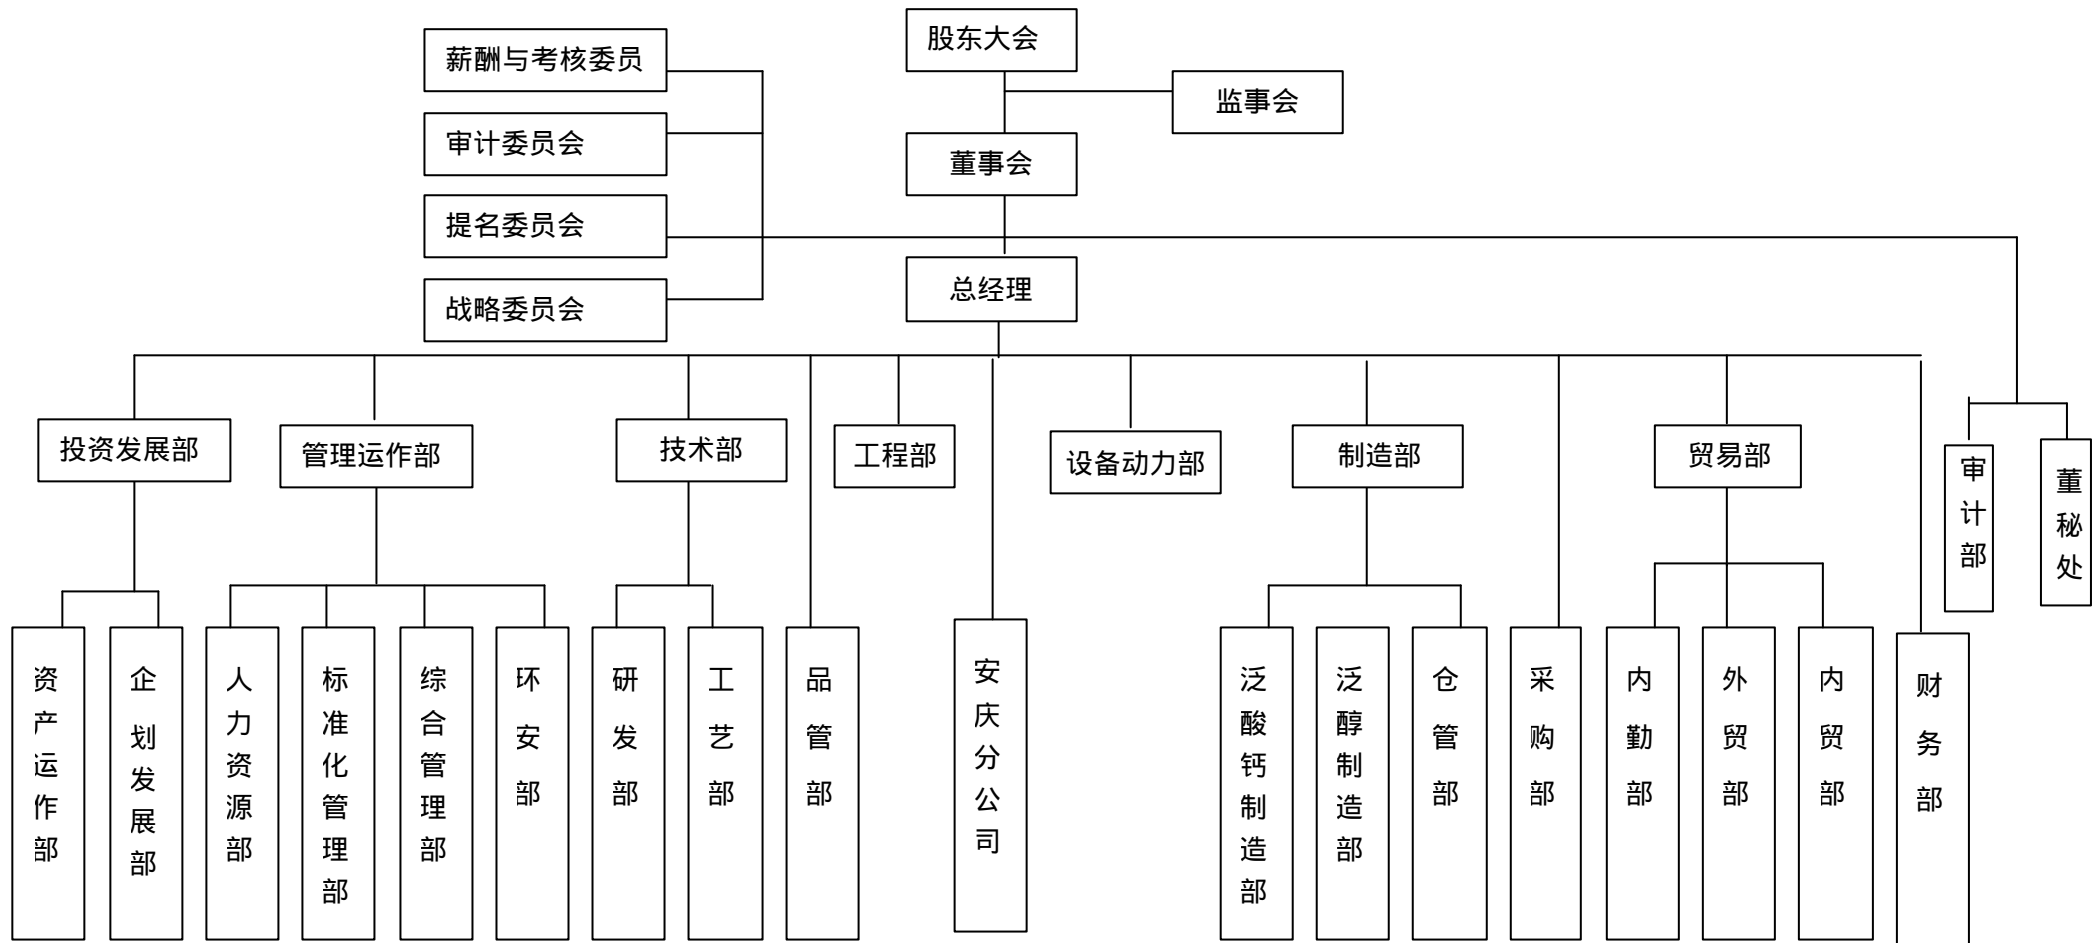 股东大会
薪酬与考核委员
监事会
审计委员会
董事会
提名委员会
总经理
战略委员会
投资发展部
管理运作部
技术部
工程部
设备动力部
制造部
贸易部
审计部
董秘处
资产运作部
企划发展部
人力资源部
标准化管理部
综合管理部
环安部
研发部
工艺部
品管部
安庆分公司
泛酸钙制造部
泛醇制造部
仓管部
采购部
内勤部
外贸部
内贸部
财务部